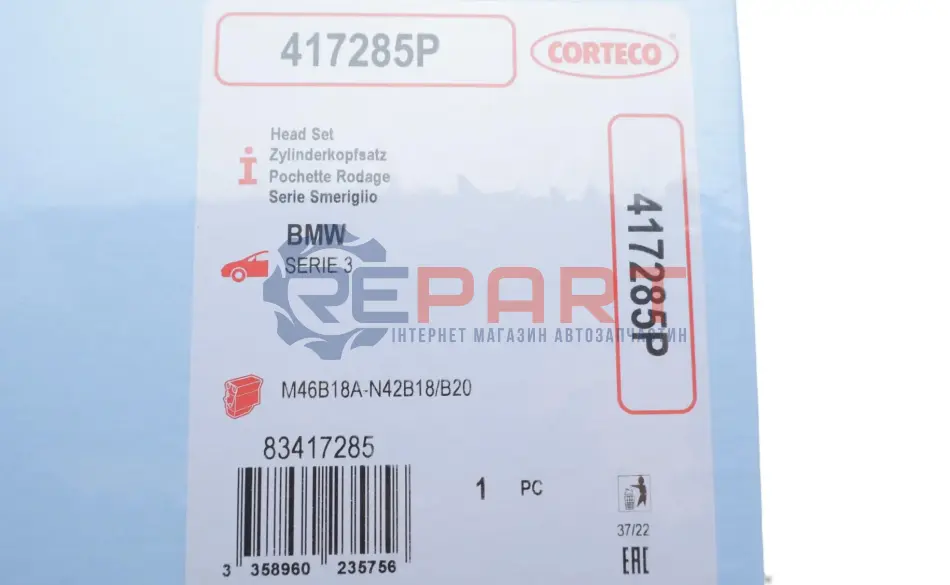 417285P
CORTECO
Head Set
Zylinderkopfsatz
Pochette Rodage
Serie Smeriglio
BMW
SERIE 3
417285P
REPART
ІНТЕРНЕТ МАГАЗИН АВТОЗАПЧАСТИН
M46B18A-N42B18/B20
83417285
1 PC
37/22
EAC
3 358960 235756